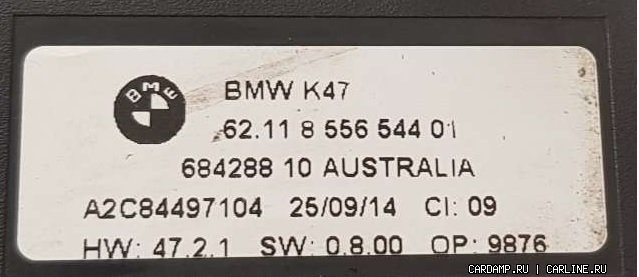 BME
BMW K47
62.11 8 556 544 01
684288 10 AUSTRALIA
A2C84497104 25/09/14 CI: 09
HW: 47.2.1 SW: 0.8.00 OP: 9876
CARDAMP.RU | CARLINE.RU